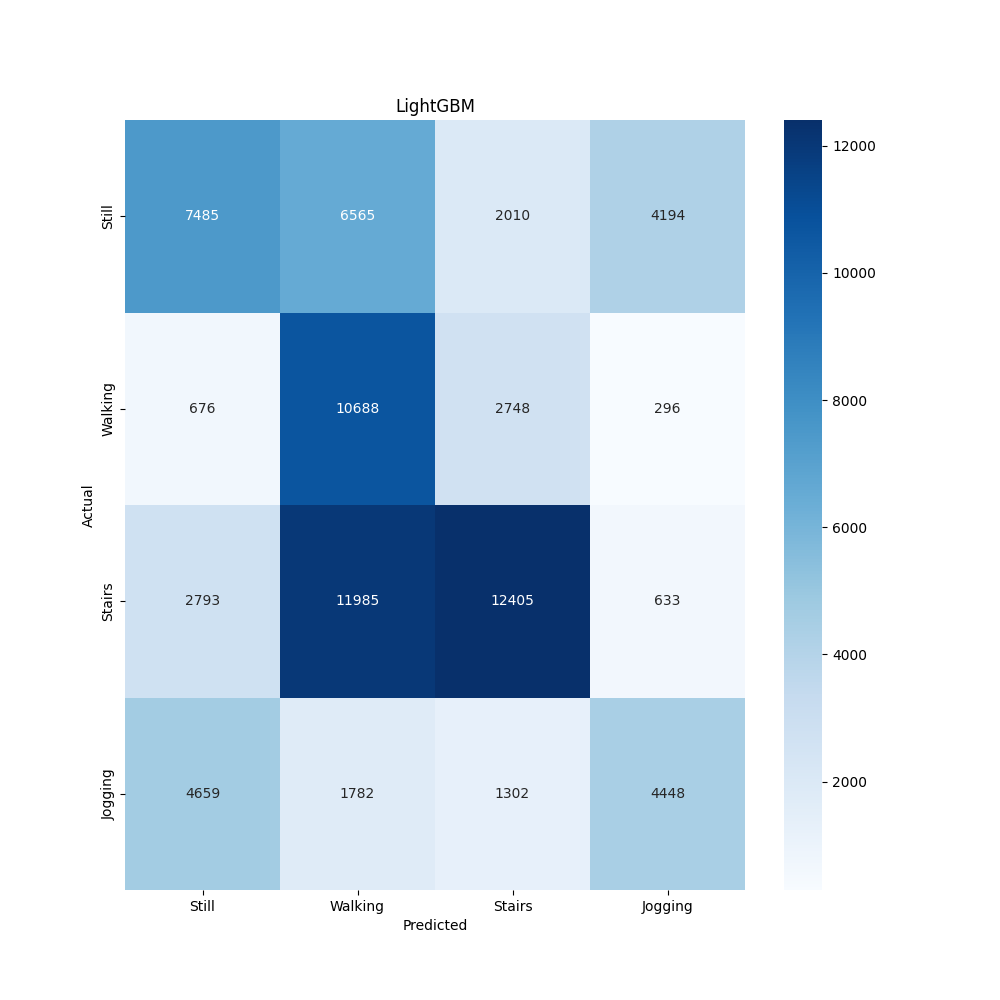 LightGBM
Still 7485 6565 2010 4194
Walking 676 10688 2748 296
Stairs 2793 11985 12405 633
Jogging 4659 1782 1302 4448
Still Walking Stairs Jogging
Predicted
Actual
12000
10000
8000
6000
4000
2000